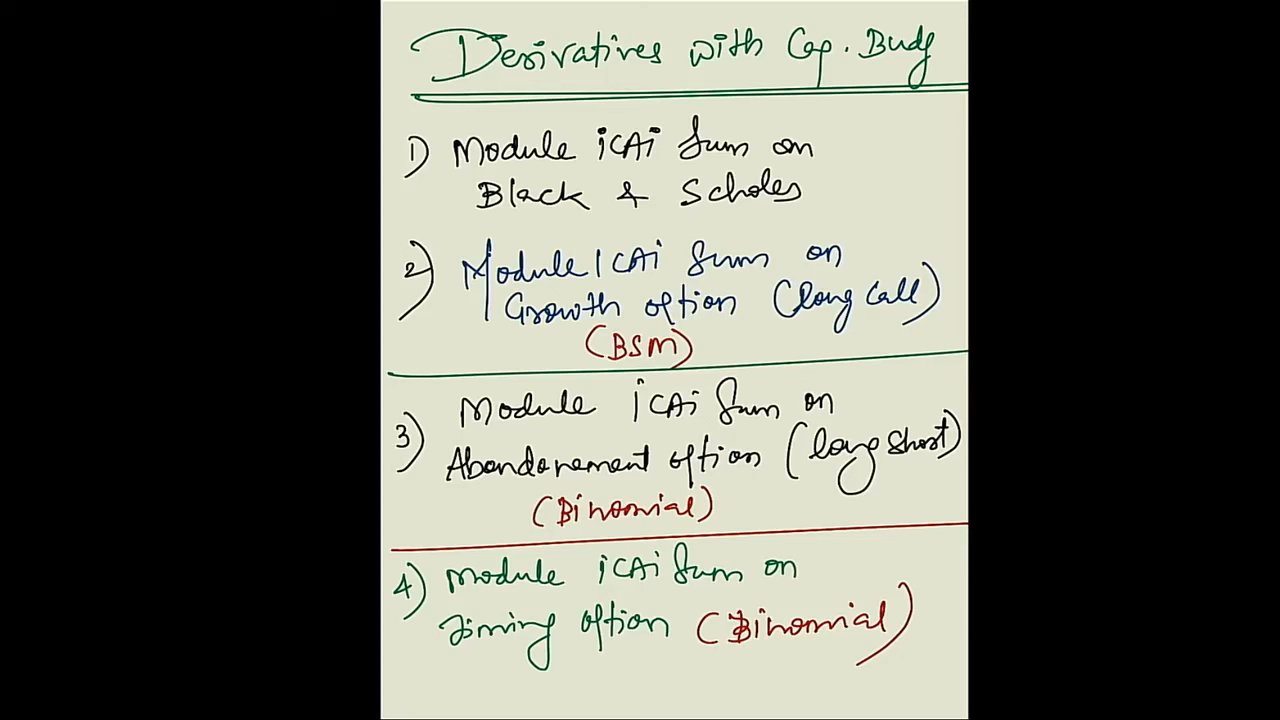 Derivatives with Cap. Budg
1) Module iCAi Sum on
Black & Scholes
2) Module ICAi Sum on
Growth option (long Call)
(BSM)
3) Module iCAi Sum on
Abandonement option (long Short)
(Binomial)
4) Module iCAi Sum on
Timing option (Binomial)